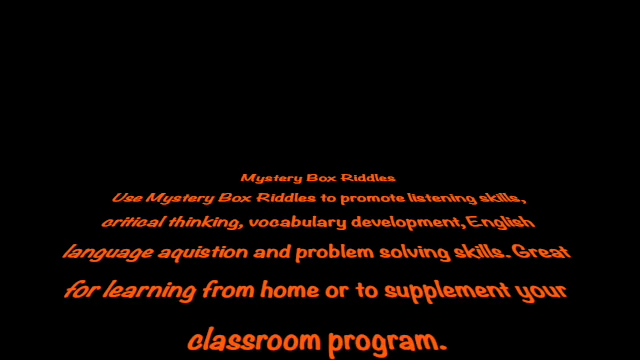 Mystery Box Riddles
Use Mystery Box Riddles to promote listening skills,
critical thinking, vocabulary development, English
language aquistion and problem solving skills. Great
for learning from home or to supplement your
classroom program.